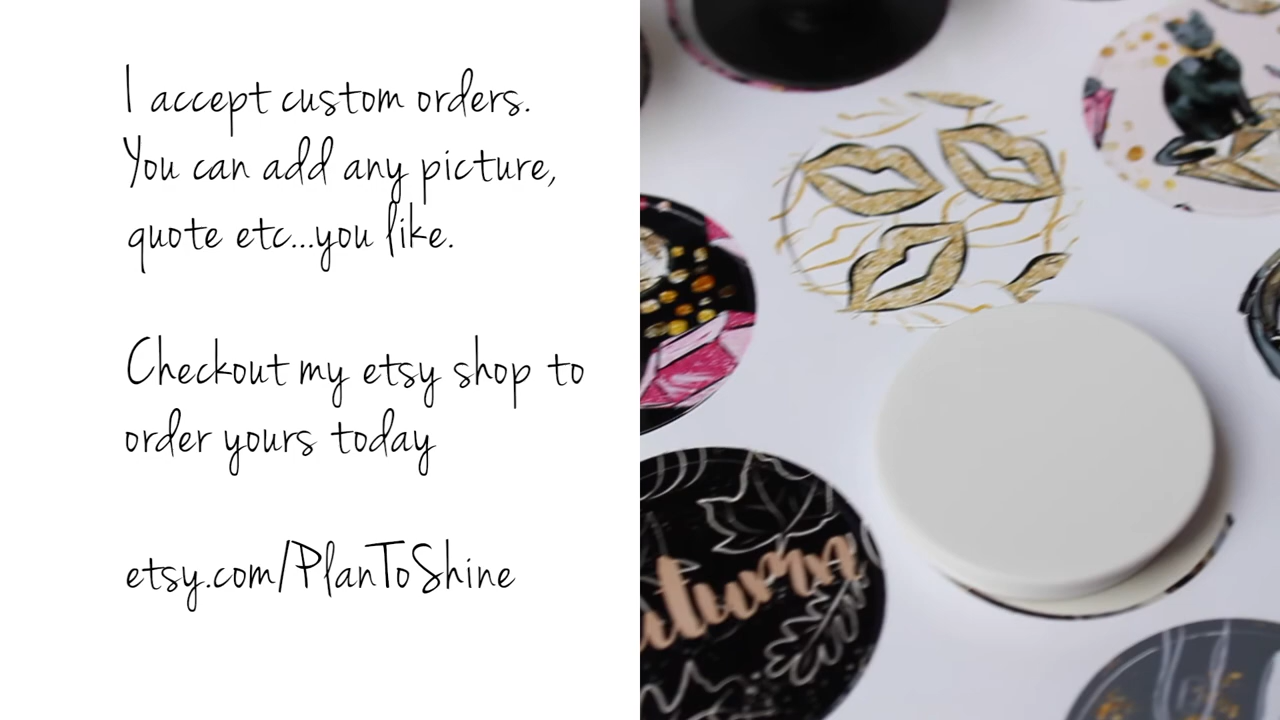 I accept custom orders.
You can add any picture,
quote etc...you like.
Checkout my etsy shop to
order yours today
etsy.com/PlanToShine
utumn